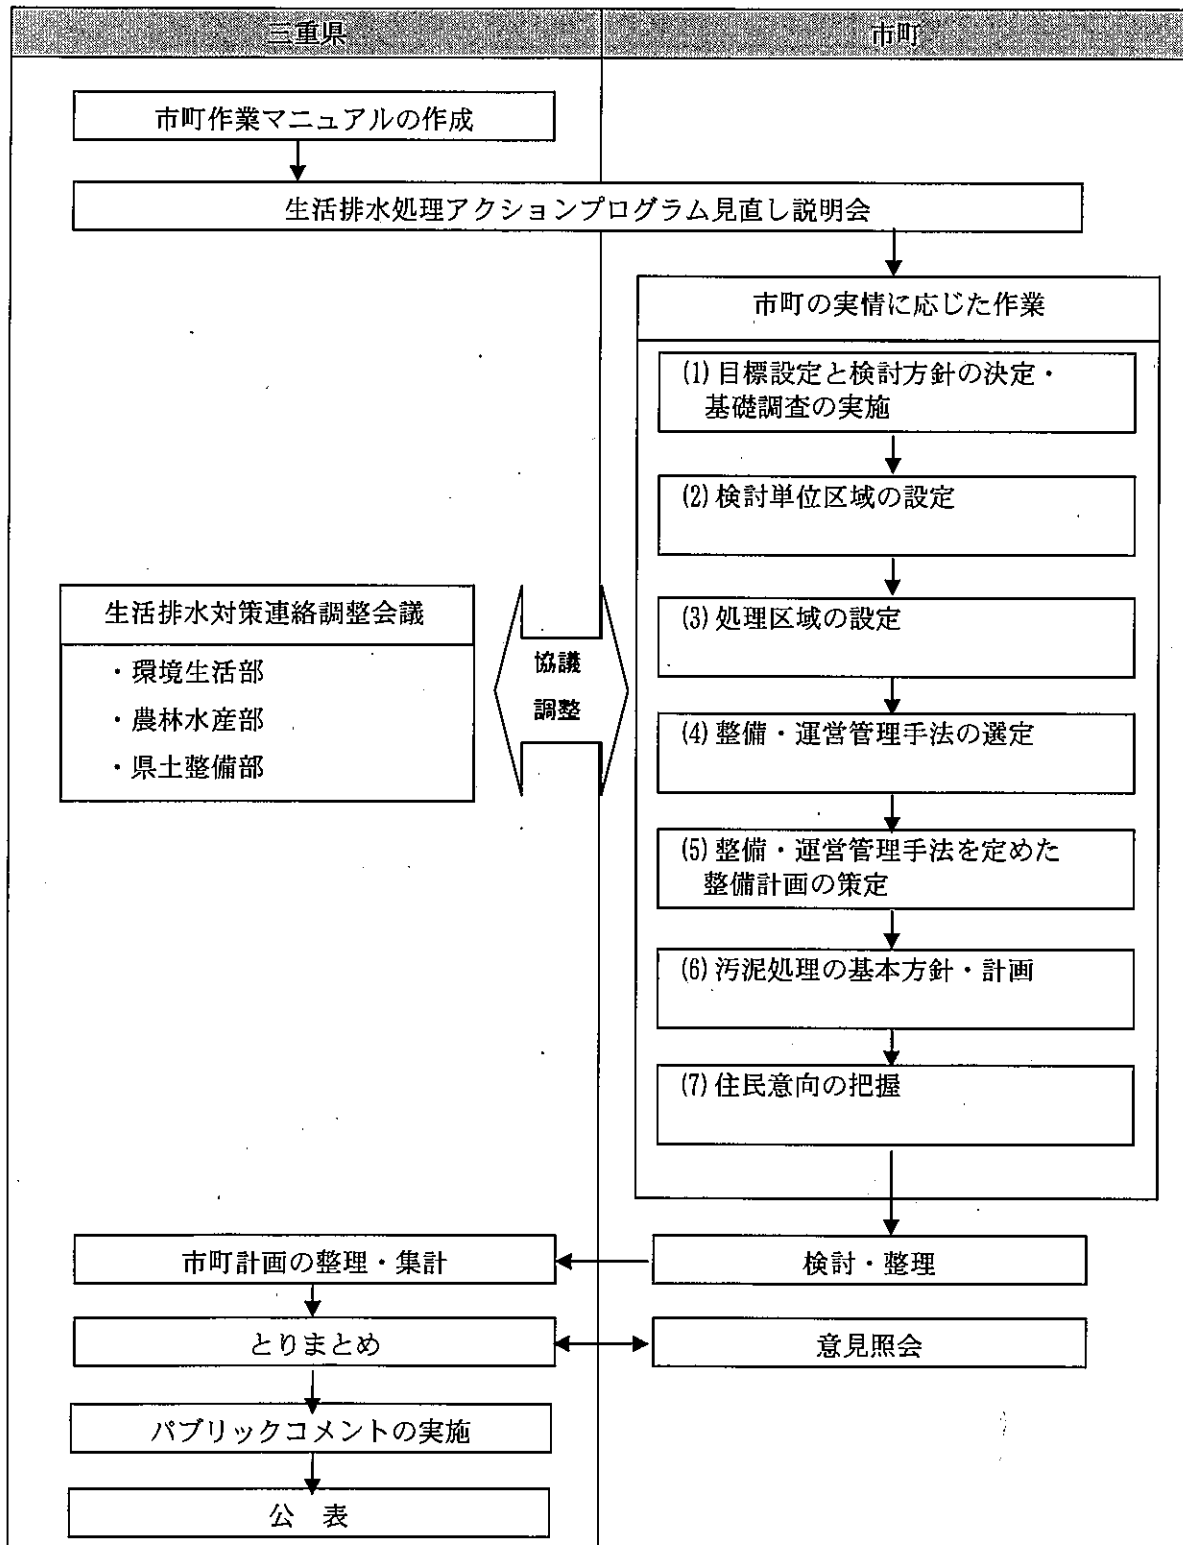 三重県
市町
市町作業マニュアルの作成
生活排水処理アクションプログラム見直し説明会
市町の実情に応じた作業
(1)目標設定と検討方針の決定・
基礎調査の実施
(2)検討単位区域の設定
(3)処理区域の設定
(4)整備・運営管理手法の選定
(5)整備・運営管理手法を定めた
整備計画の策定
(6)汚泥処理の基本方針・計画
(7)住民意向の把握
生活排水対策連絡調整会議
・環境生活部
・農林水産部
・県土整備部
協議
調整
市町計画の整理・集計
検討・整理
とりまとめ
意見照会
パブリックコメントの実施
公 表